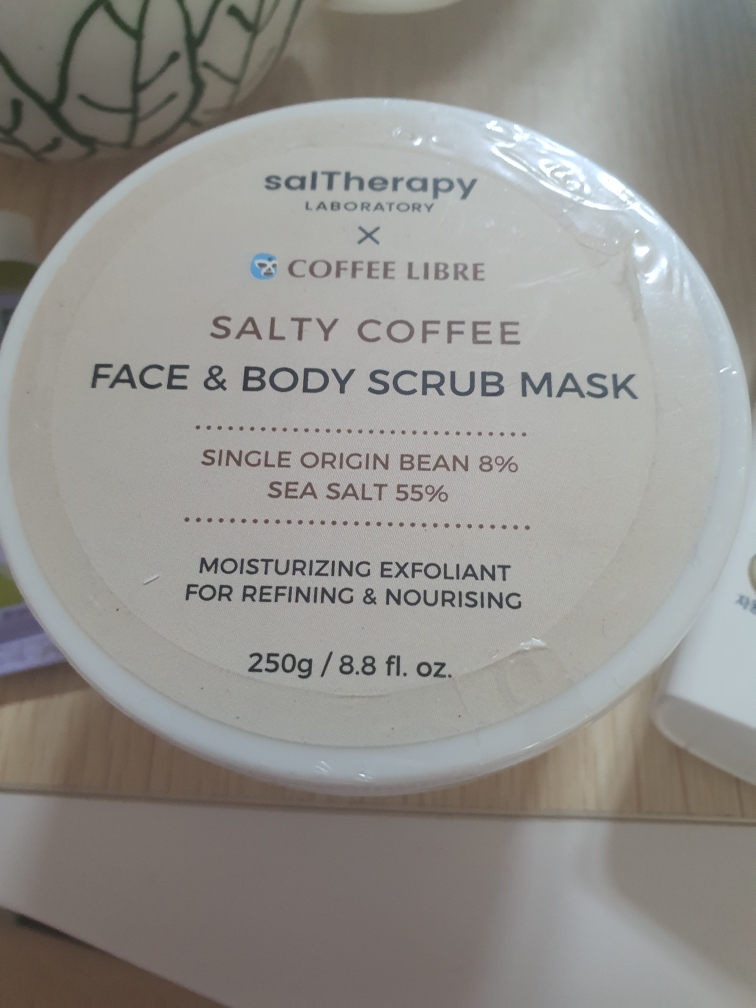 salTherapy
LABORATORY
X
COFFEE LIBRE
SALTY COFFEE
FACE & BODY SCRUB MASK
SINGLE ORIGIN BEAN 8%
SEA SALT 55%
MOISTURIZING EXFOLIANT
FOR REFINING & NOURISING
250g / 8.8 fl. oz.